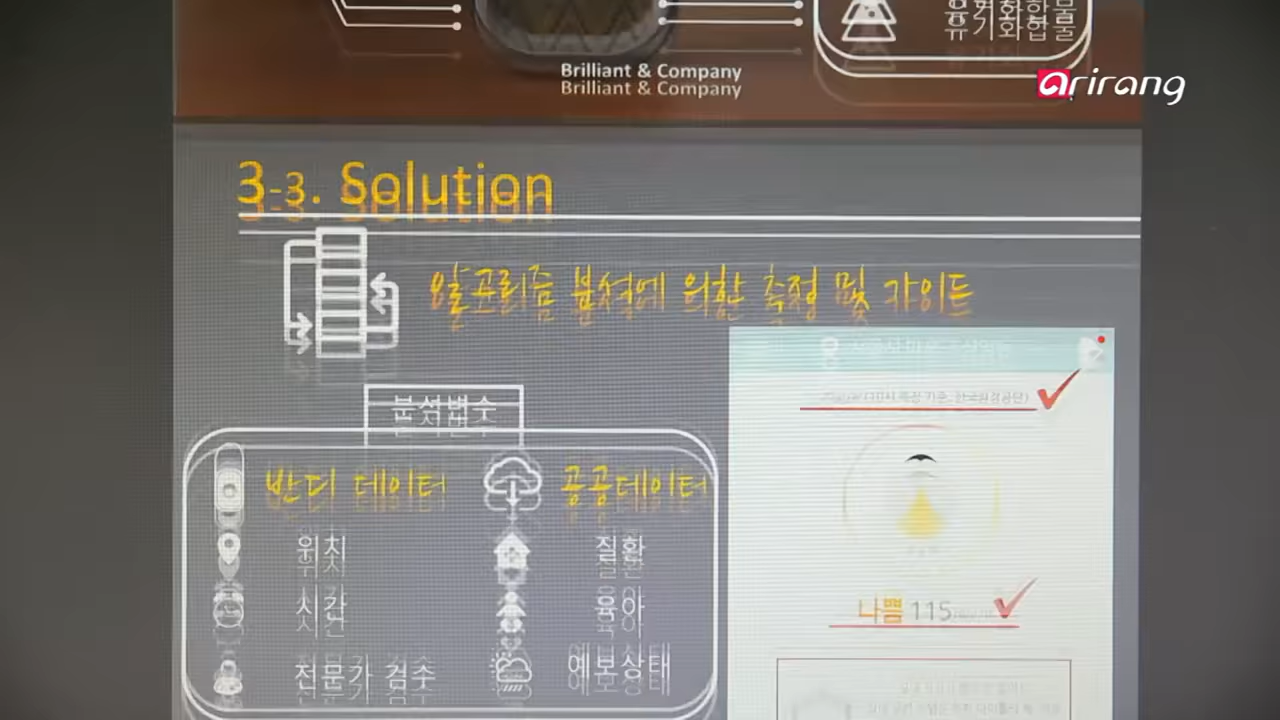 유기화합물
Brilliant & Company
arirang
3-3. Solution
알고리즘 분석에 의한 측정 및 가이드
분석변수
반디 데이터
공공데이터
위치
질환
시간
육아
전문가 검수
예보상태
나쁨 115